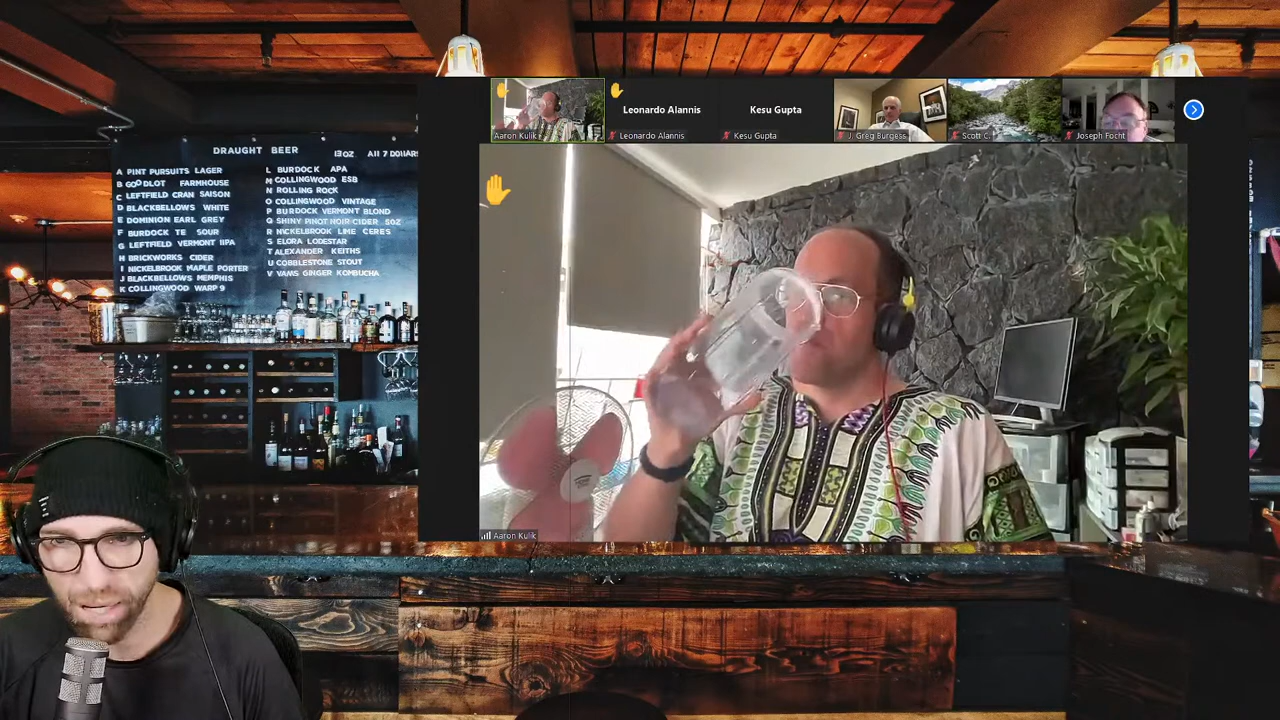 DRAUGHT BEER 13OZ All 7 DOLLARS
A PINT PURSUITS LAGER
B GOODLOT FARMHOUSE
C LEFTFIELD CRAN SAISON
D BLACKBELLOWS WHITE
E DOMINION EARL GREY
F BURDOCK TE SOUR
G LEFTFIELD VERMONT IIPA
H BRICKWORKS CIDER
I NICKELBROOK MAPLE PORTER
J BLACKBELLOWS MEMPHIS
K COLLINGWOOD WARP 9
L BURDOCK APA
M COLLINGWOOD ESB
N ROLLING ROCK
O COLLINGWOOD VINTAGE
P BURDOCK VERMONT BLOND
Q SHINY PINOT NOIR CIDER 5OZ
R NICKELBROOK LIME CERES
S ELORA LODESTAR
T ALEXANDER KEITHS
U COBBLESTONE STOUT
V VAMS GINGER KOMBUCHA
Aaron Kulik
Leonardo Alannis
Leonardo Alannis
Kesu Gupta
Kesu Gupta
J. Greg Burgess
Scott C.
Joseph Focht
Aaron Kulik